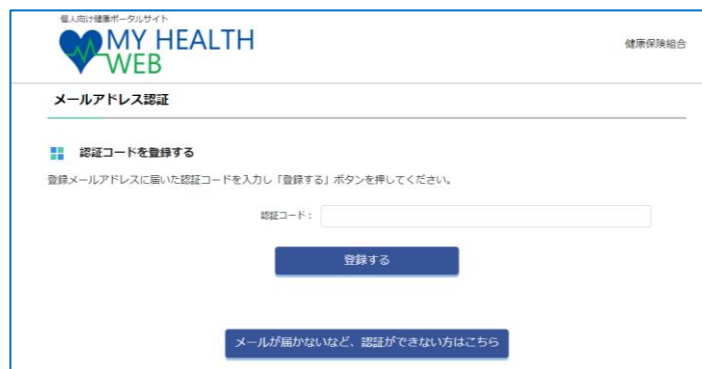 個人向け健康ポータルサイト
MY HEALTH
WEB
健康保険組合
メールアドレス認証
認証コードを登録する
登録メールアドレスに届いた認証コードを入力し「登録する」ボタンを押してください。
認証コード：
登録する
メールが届かないなど、認証ができない方はこちら